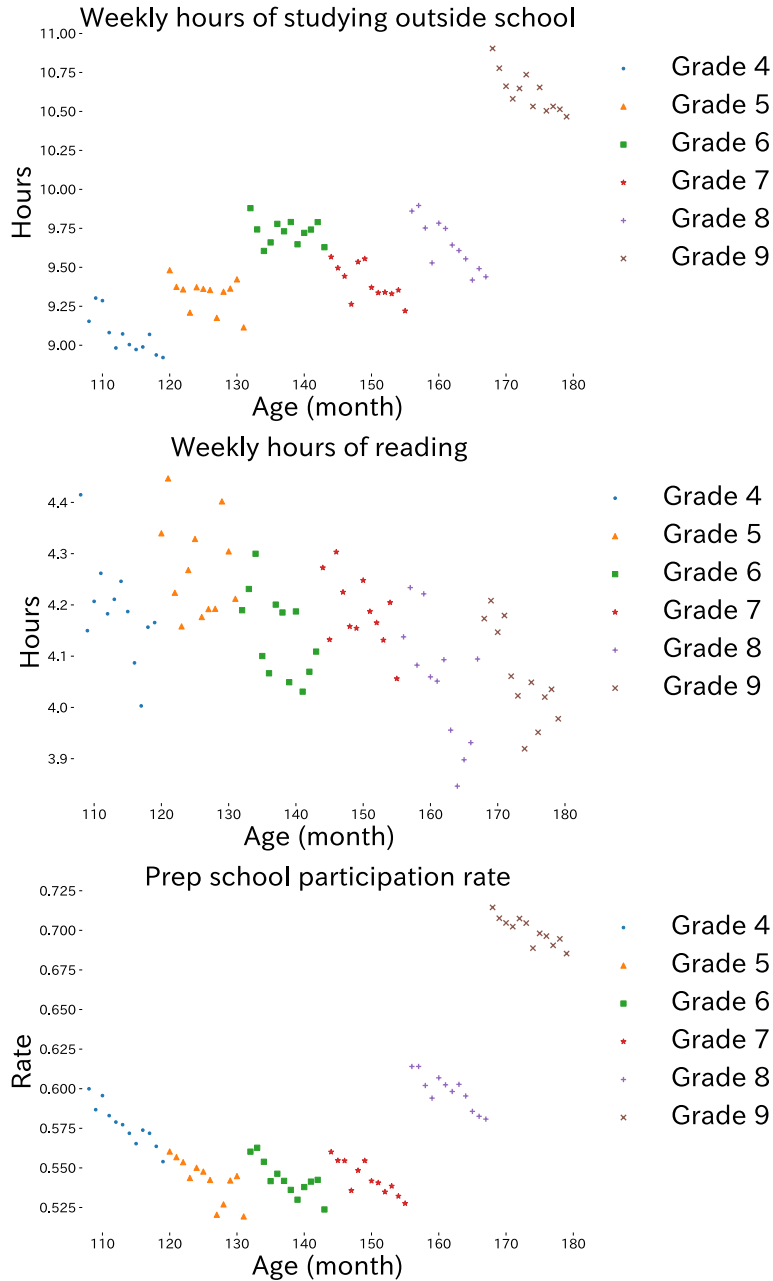 Weekly hours of studying outside school
11.00
10.75
10.50
10.25
10.00
9.75
9.50
9.25
9.00
Hours
110 120 130 140 150 160 170 180
Age (month)
Grade 4
Grade 5
Grade 6
Grade 7
Grade 8
Grade 9
Weekly hours of reading
4.4
4.3
4.2
4.1
4.0
3.9
Hours
110 120 130 140 150 160 170 180
Age (month)
Grade 4
Grade 5
Grade 6
Grade 7
Grade 8
Grade 9
Prep school participation rate
0.725
0.700
0.675
0.650
0.625
0.600
0.575
0.550
0.525
Rate
110 120 130 140 150 160 170 180
Age (month)
Grade 4
Grade 5
Grade 6
Grade 7
Grade 8
Grade 9